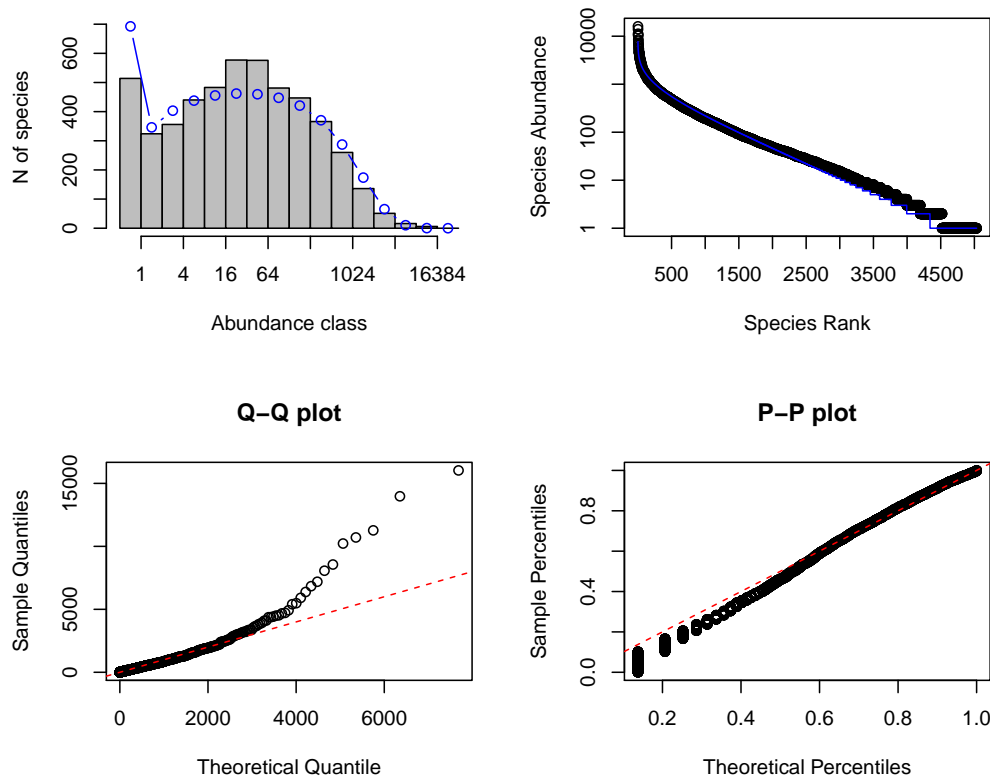 N of species
0 200 400 600
1 4 16 64 1024 16384
Abundance class
Species Abundance
1 10 100 10000
500 1500 2500 3500 4500
Species Rank
Q−Q plot
Sample Quantiles
0 5000 15000
0 2000 4000 6000
Theoretical Quantile
P−P plot
Sample Percentiles
0.0 0.4 0.8
0.2 0.4 0.6 0.8 1.0
Theoretical Percentiles